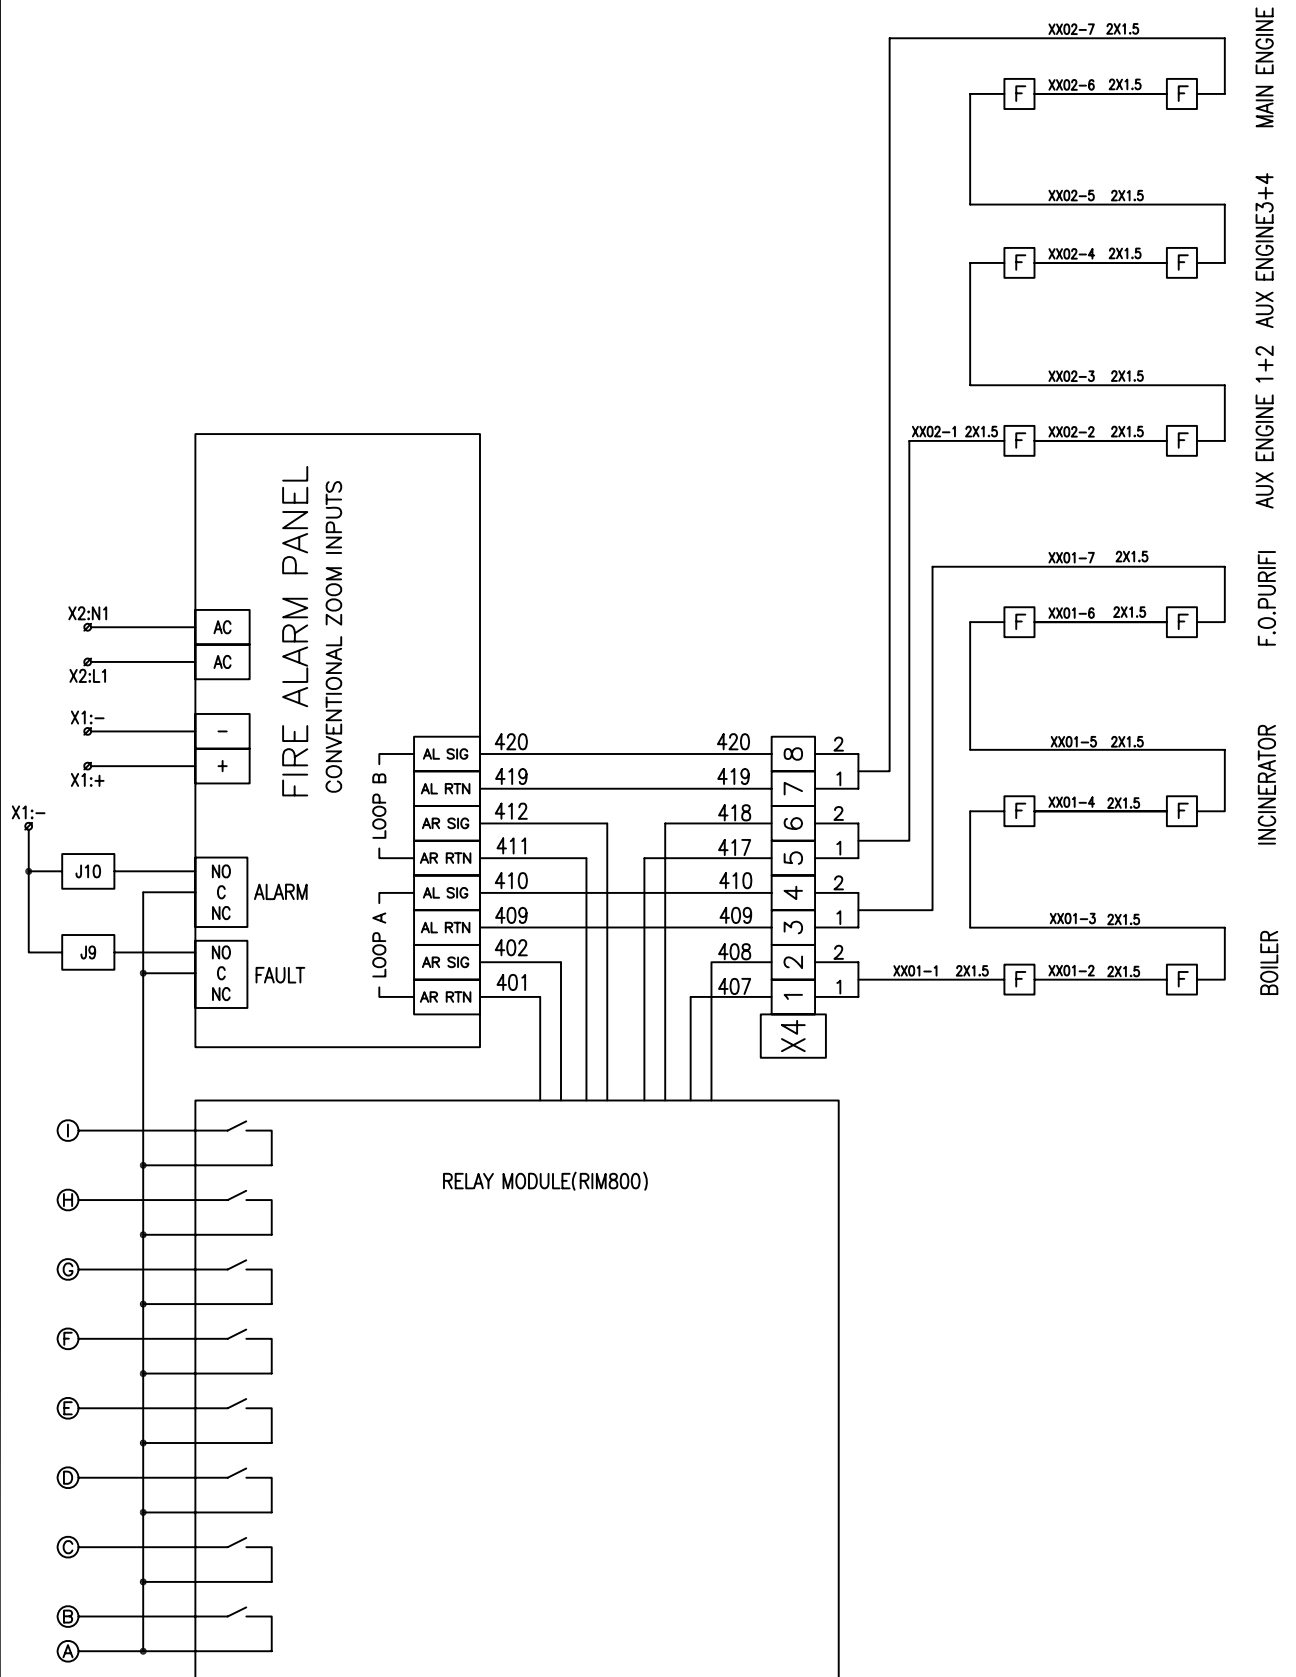 XX02-7 2X1.5
MAIN ENGINE
F XX02-6 2X1.5 F
XX02-5 2X1.5
AUX ENGINE3+4
F XX02-4 2X1.5 F
XX02-3 2X1.5
AUX ENGINE 1+2
XX02-1 2X1.5 F XX02-2 2X1.5 F
XX01-7 2X1.5
F.O.PURIFI
F XX01-6 2X1.5 F
XX01-5 2X1.5
INCINERATOR
F XX01-4 2X1.5 F
XX01-3 2X1.5
BOILER
XX01-1 2X1.5 F XX01-2 2X1.5 F
FIRE ALARM PANEL
CONVENTIONAL ZOOM INPUTS
X2:N1
AC
AC
X2:L1
X1:-
-
+
X1:+
X1:-
J10
NO
C
NC
ALARM
J9
NO
C
NC
FAULT
LOOP B
LOOP A
AL SIG 420 420 8 2
AL RTN 419 419 7 1
AR SIG 412 418 6 2
AR RTN 411 417 5 1
AL SIG 410 410 4 2
AL RTN 409 409 3 1
AR SIG 402 408 2 2
AR RTN 401 407 1 1
X4
RELAY MODULE(RIM800)
I
H
G
F
E
D
C
B
A